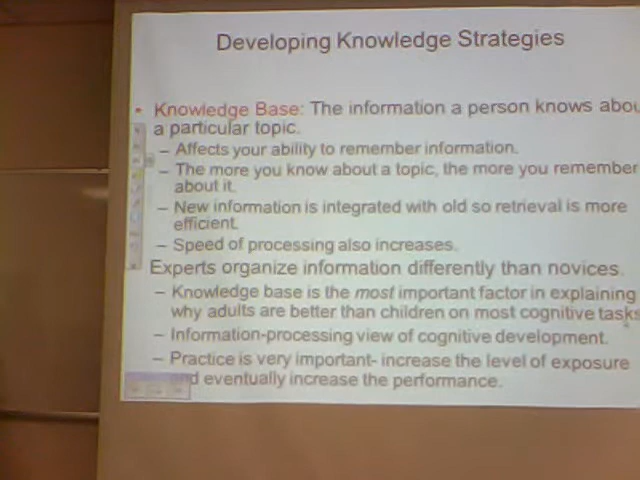 Developing Knowledge Strategies
• Knowledge Base: The information a person knows abou
a particular topic.
– Affects your ability to remember information.
– The more you know about a topic, the more you remember
about it.
– New information is integrated with old so retrieval is more
efficient.
– Speed of processing also increases.
Experts organize information differently than novices.
– Knowledge base is the most important factor in explaining
why adults are better than children on most cognitive tasks
– Information-processing view of cognitive development.
– Practice is very important- increase the level of exposure
d eventually increase the performance.